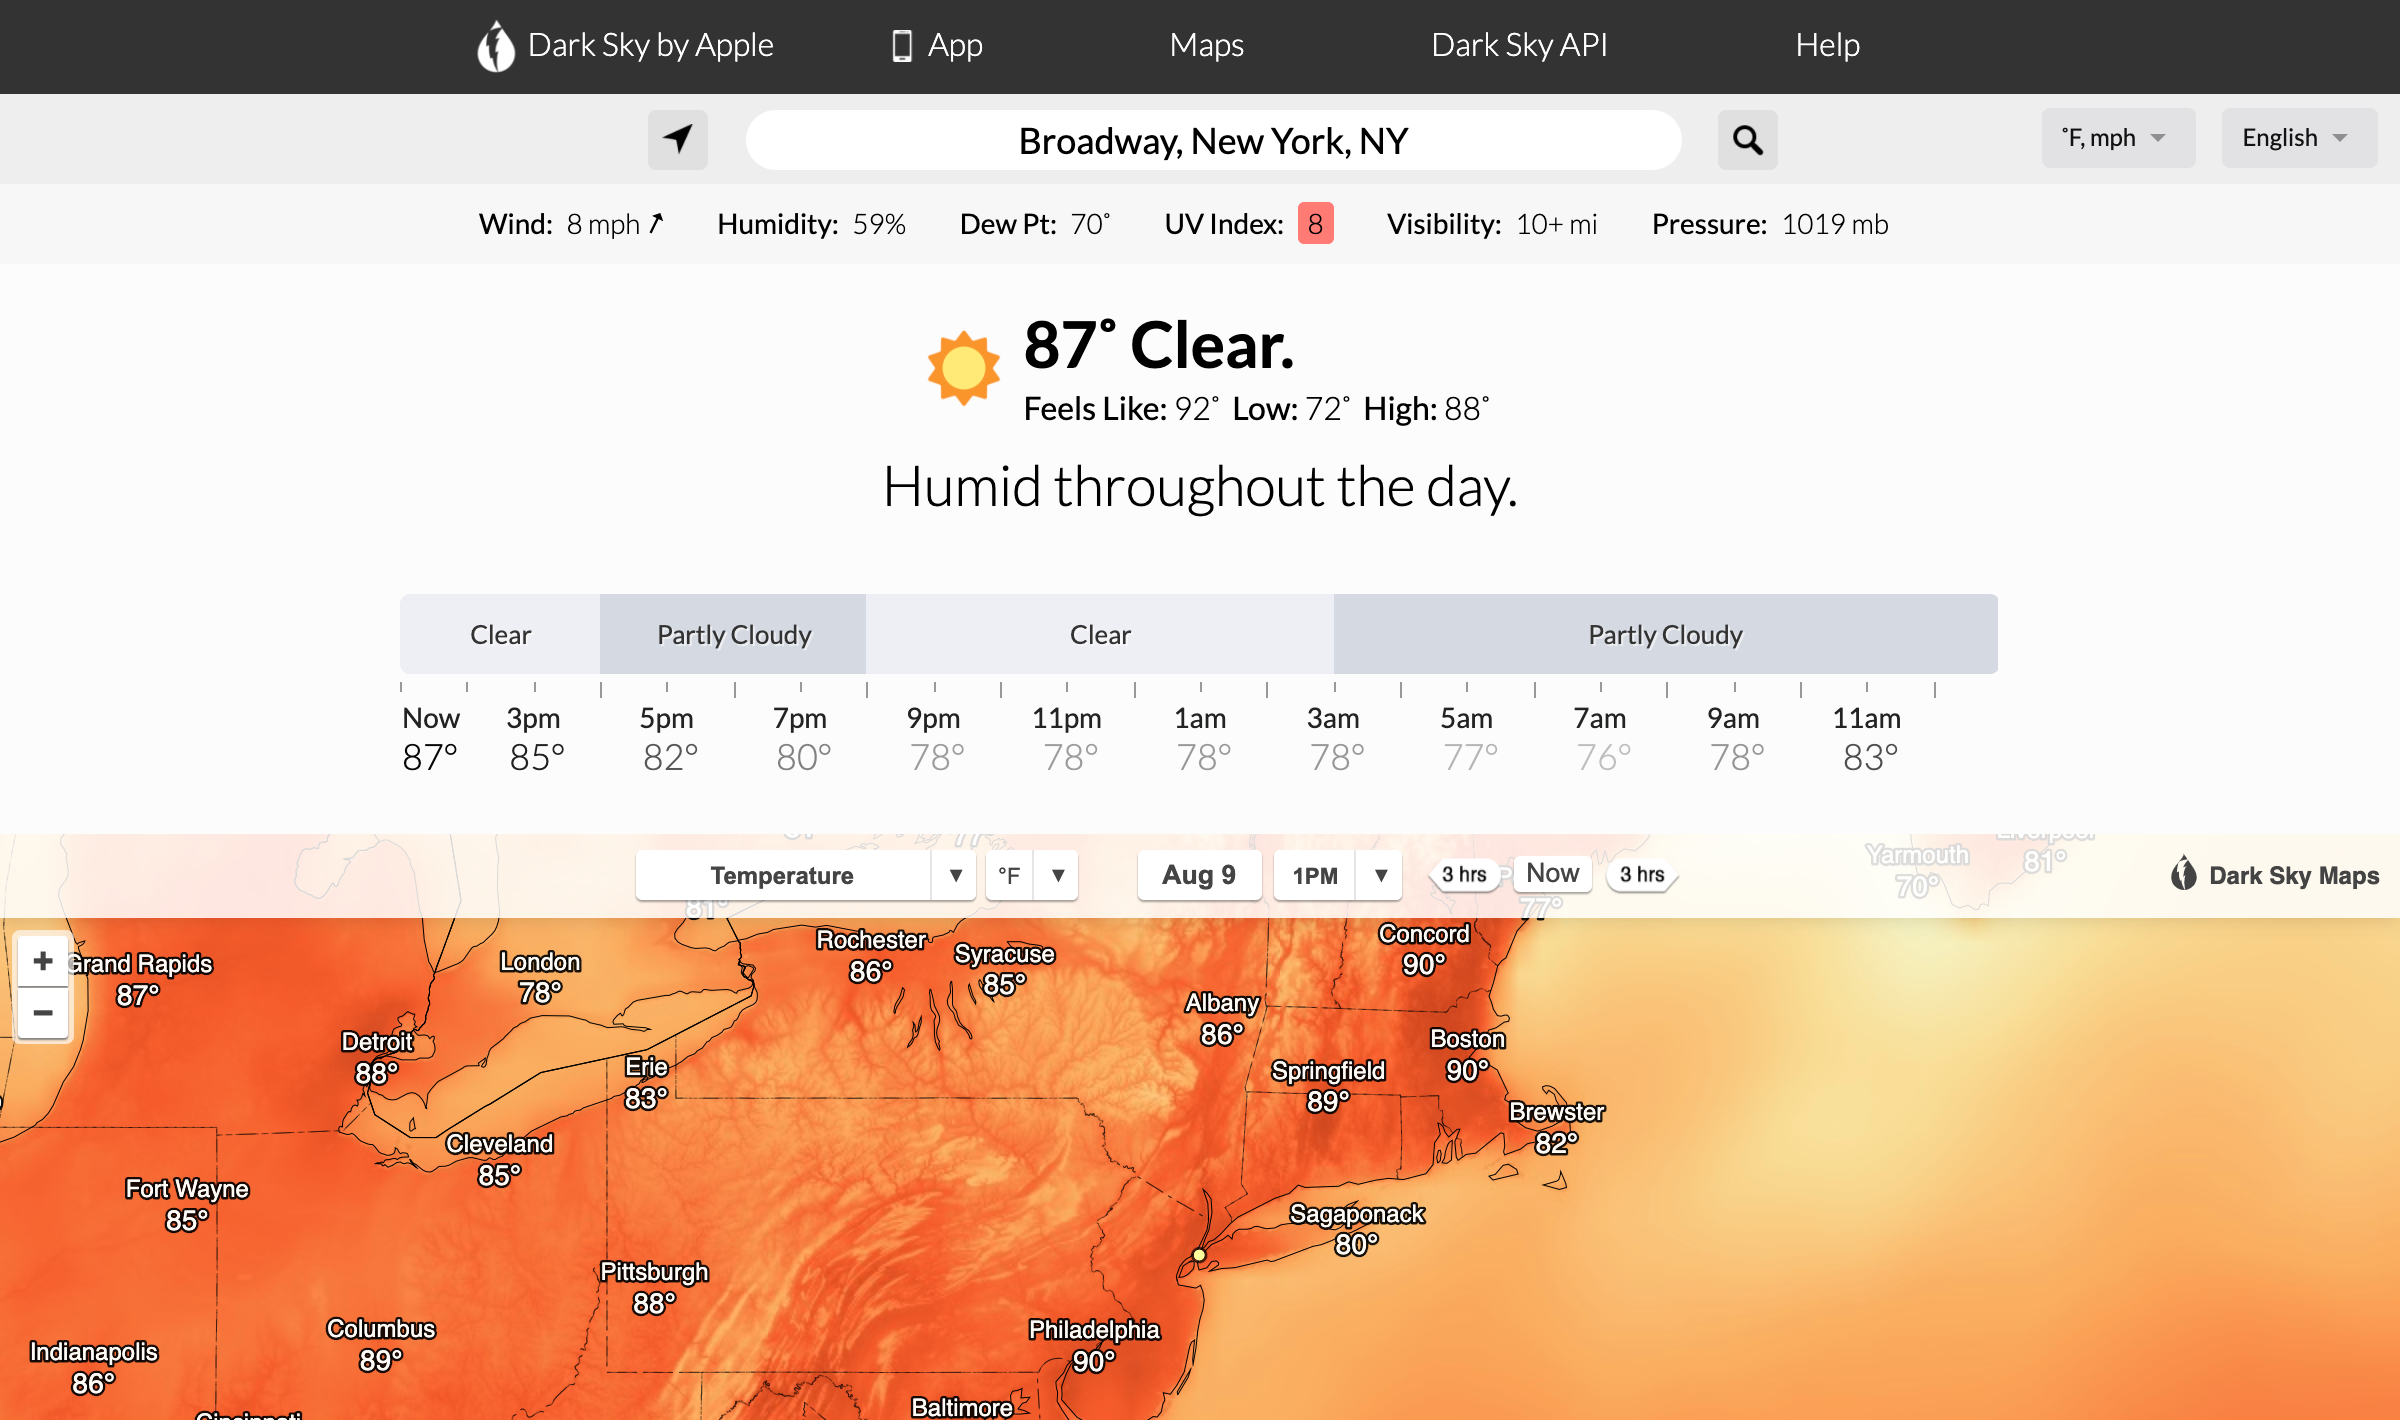 Dark Sky by Apple App Maps Dark Sky API Help
Broadway, New York, NY ˚F, mph English
Wind: 8 mph Humidity: 59% Dew Pt: 70˚ UV Index: 8 Visibility: 10+ mi Pressure: 1019 mb
87˚ Clear.
Feels Like: 92˚ Low: 72˚ High: 88˚
Humid throughout the day.
Clear Partly Cloudy Clear Partly Cloudy
Now 3pm 5pm 7pm 9pm 11pm 1am 3am 5am 7am 9am 11am
87° 85° 82° 80° 78° 78° 78° 78° 77° 76° 78° 83°
Liverpool
81°
Yarmouth
70°
Temperature °F Aug 9 1PM 3 hrs Now 3 hrs Dark Sky Maps
81°
77°
+
−
Grand Rapids
87°
London
78°
Rochester
86°
Syracuse
85°
Concord
90°
Albany
86°
Detroit
88°
Boston
90°
Erie
83°
Springfield
89°
Brewster
82°
Cleveland
85°
Fort Wayne
85°
Sagaponack
80°
Pittsburgh
88°
Columbus
89°
Philadelphia
90°
Indianapolis
86°
Baltimore
Cincinnati